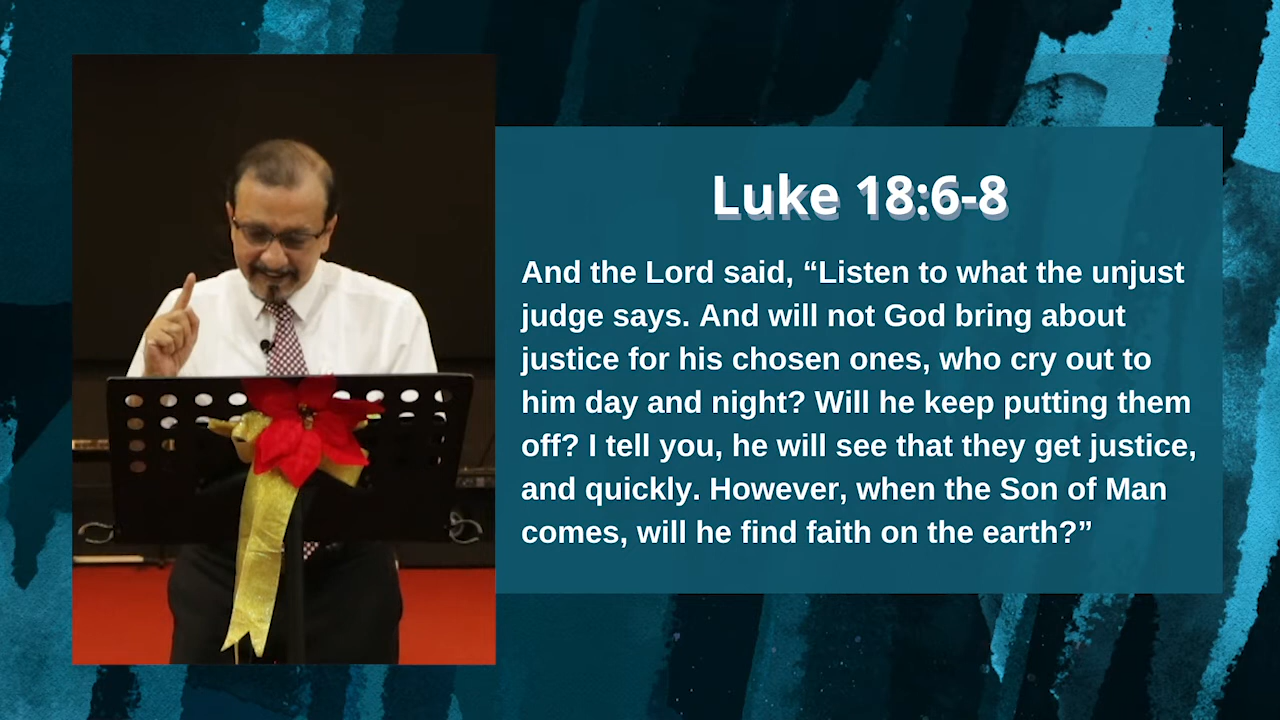 Luke 18:6-8
And the Lord said, “Listen to what the unjust
judge says. And will not God bring about
justice for his chosen ones, who cry out to
him day and night? Will he keep putting them
off? I tell you, he will see that they get justice,
and quickly. However, when the Son of Man
comes, will he find faith on the earth?”